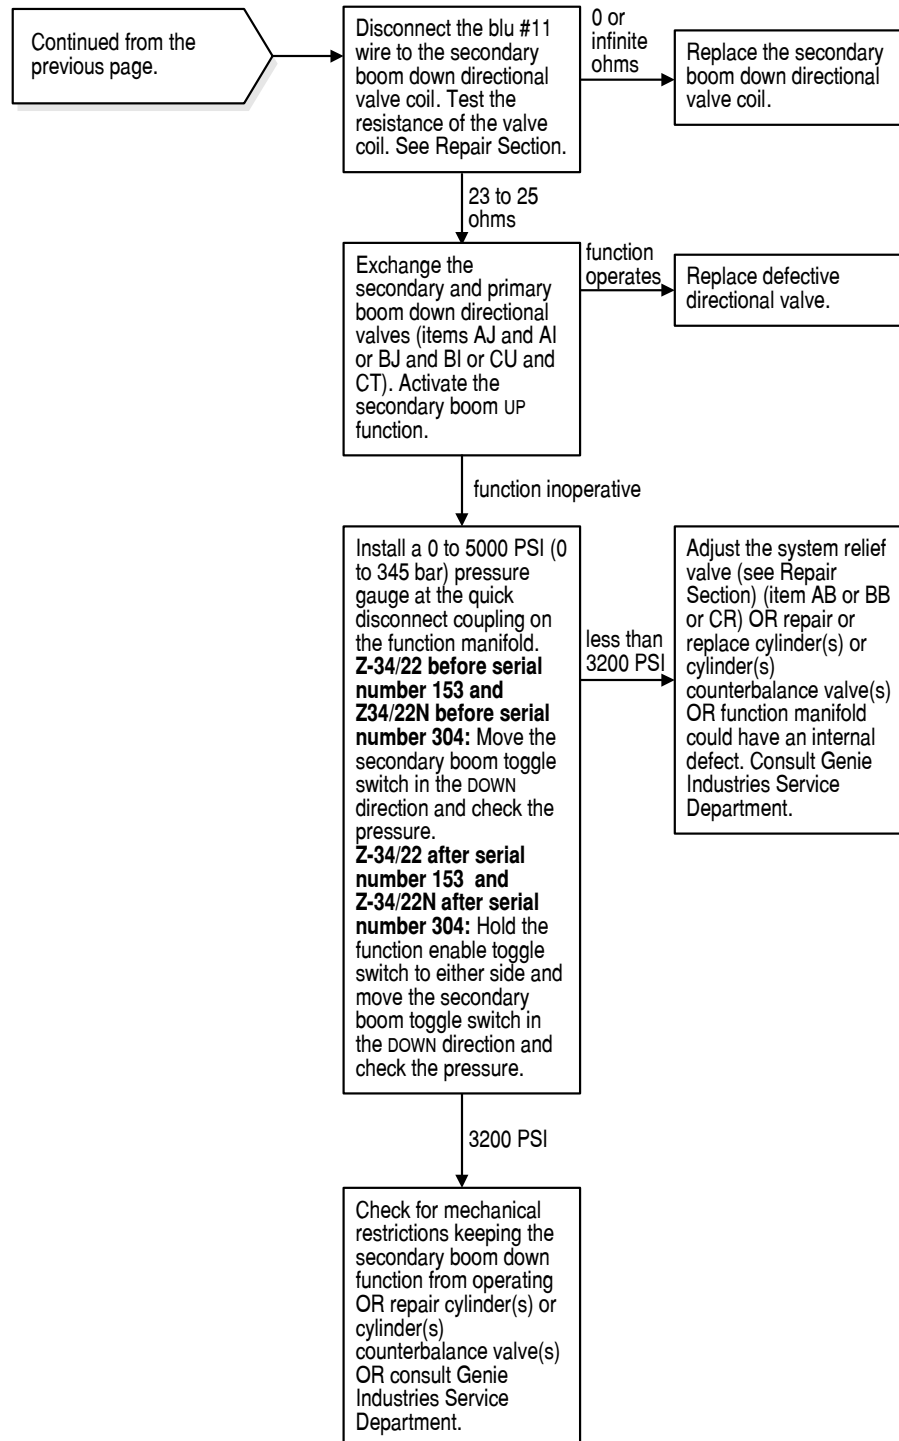 Continued from the
previous page.
Disconnect the blu #11
wire to the secondary
boom down directional
valve coil. Test the
resistance of the valve
coil. See Repair Section.
0 or
infinite
ohms
Replace the secondary
boom down directional
valve coil.
23 to 25
ohms
Exchange the
secondary and primary
boom down directional
valves (items AJ and AI
or BJ and BI or CU and
CT). Activate the
secondary boom UP
function.
function
operates
Replace defective
directional valve.
function inoperative
Install a 0 to 5000 PSI (0
to 345 bar) pressure
gauge at the quick
disconnect coupling on
the function manifold.
Z-34/22 before serial
number 153 and
Z34/22N before serial
number 304: Move the
secondary boom toggle
switch in the DOWN
direction and check the
pressure.
Z-34/22 after serial
number 153 and
Z-34/22N after serial
number 304: Hold the
function enable toggle
switch to either side and
move the secondary
boom toggle switch in
the DOWN direction and
check the pressure.
less than
3200 PSI
Adjust the system relief
valve (see Repair
Section) (item AB or BB
or CR) OR repair or
replace cylinder(s) or
cylinder(s)
counterbalance valve(s)
OR function manifold
could have an internal
defect. Consult Genie
Industries Service
Department.
3200 PSI
Check for mechanical
restrictions keeping the
secondary boom down
function from operating
OR repair cylinder(s) or
cylinder(s)
counterbalance valve(s)
OR consult Genie
Industries Service
Department.